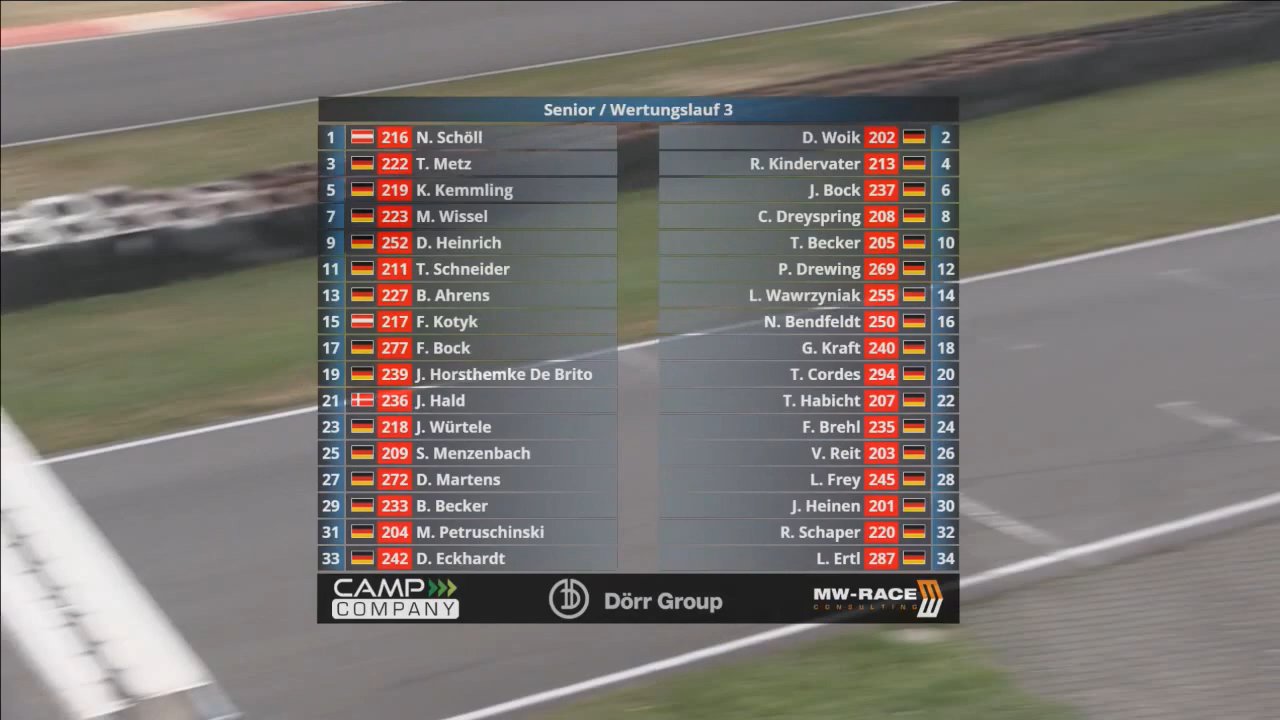 Senior / Wertungslauf 3
1 216 N. Schöll D. Woik 202 2
3 222 T. Metz R. Kindervater 213 4
5 219 K. Kemmling J. Bock 237 6
7 223 M. Wissel C. Dreyspring 208 8
9 252 D. Heinrich T. Becker 205 10
11 211 T. Schneider P. Drewing 269 12
13 227 B. Ahrens L. Wawrzyniak 255 14
15 217 F. Kotyk N. Bendfeldt 250 16
17 277 F. Bock G. Kraft 240 18
19 239 J. Horsthemke De Brito T. Cordes 294 20
21 236 J. Hald T. Habicht 207 22
23 218 J. Würtele F. Brehl 235 24
25 209 S. Menzenbach V. Reit 203 26
27 272 D. Martens L. Frey 245 28
29 233 B. Becker J. Heinen 201 30
31 204 M. Petruschinski R. Schaper 220 32
33 242 D. Eckhardt L. Ertl 287 34
CAMP COMPANY
Dörr Group
MW-RACE CONSULTING